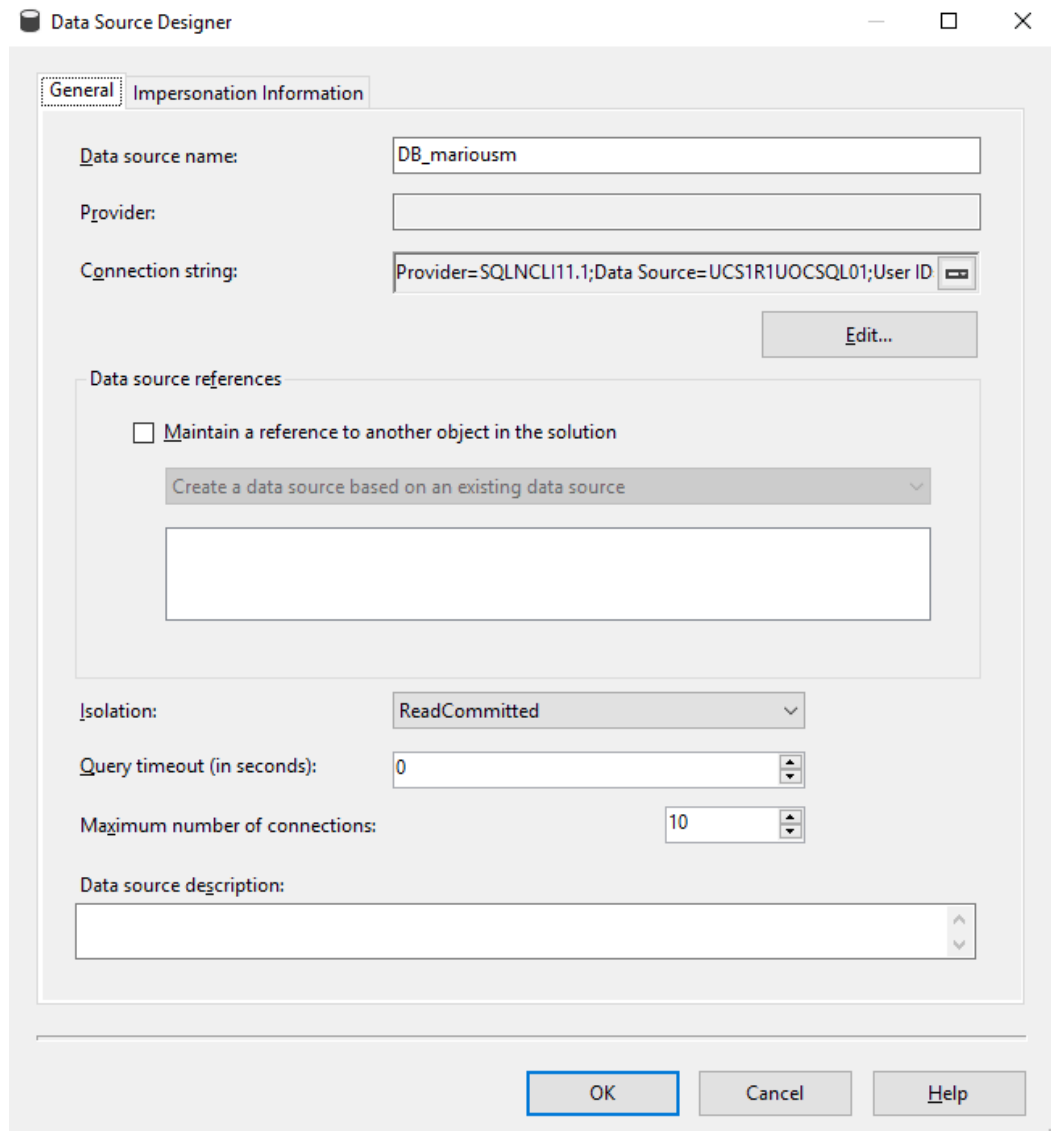 Data Source Designer
General Impersonation Information
Data source name: DB_mariousm
Provider:
Connection string: Provider=SQLNCLI11.1;Data Source=UCS1R1UOCSQL01;User ID
Edit...
Data source references
Maintain a reference to another object in the solution
Create a data source based on an existing data source
Isolation: ReadCommitted
Query timeout (in seconds): 0
Maximum number of connections: 10
Data source description:
OK Cancel Help